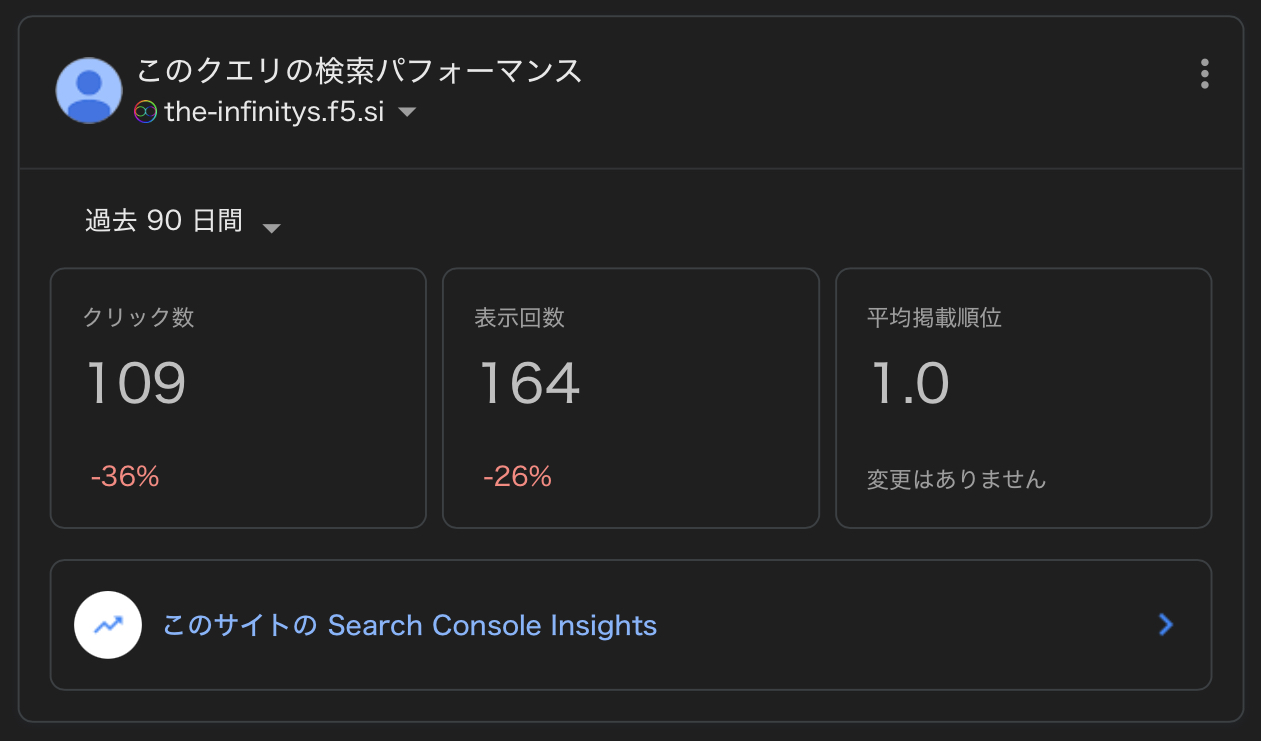 このクエリの検索パフォーマンス
the-infinitys.f5.si
過去 90 日間
クリック数
109
-36%
表示回数
164
-26%
平均掲載順位
1.0
変更はありません
このサイトの Search Console Insights